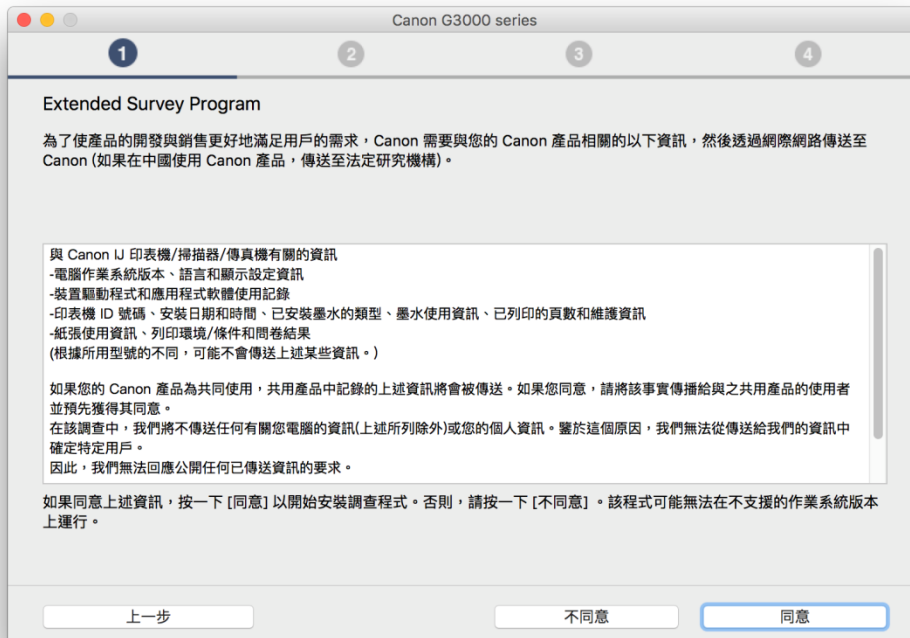 Canon G3000 series
1
2
3
4
Extended Survey Program
為了使產品的開發與銷售更好地滿足用戶的需求，Canon 需要與您的 Canon 產品相關的以下資訊，然後透過網際網路傳送至
Canon (如果在中國使用 Canon 產品，傳送至法定研究機構)。
與 Canon IJ 印表機/掃描器/傳真機有關的資訊
-電腦作業系統版本、語言和顯示設定資訊
-裝置驅動程式和應用程式軟體使用記錄
-印表機 ID 號碼、安裝日期和時間、已安裝墨水的類型、墨水使用資訊、已列印的頁數和維護資訊
-紙張使用資訊、列印環境/條件和問卷結果
(根據所用型號的不同，可能不會傳送上述某些資訊。)
如果您的 Canon 產品為共同使用，共用產品中記錄的上述資訊將會被傳送。如果您同意，請將該事實傳播給與之共用產品的使用者
並預先獲得其同意。
在該調查中，我們將不傳送任何有關您電腦的資訊(上述所列除外)或您的個人資訊。鑒於這個原因，我們無法從傳送給我們的資訊中
確定特定用戶。
因此，我們無法回應公開任何已傳送資訊的要求。
如果同意上述資訊，按一下 [同意] 以開始安裝調查程式。否則，請按一下 [不同意] 。該程式可能無法在不支援的作業系統版本
上運行。
上一步
不同意
同意